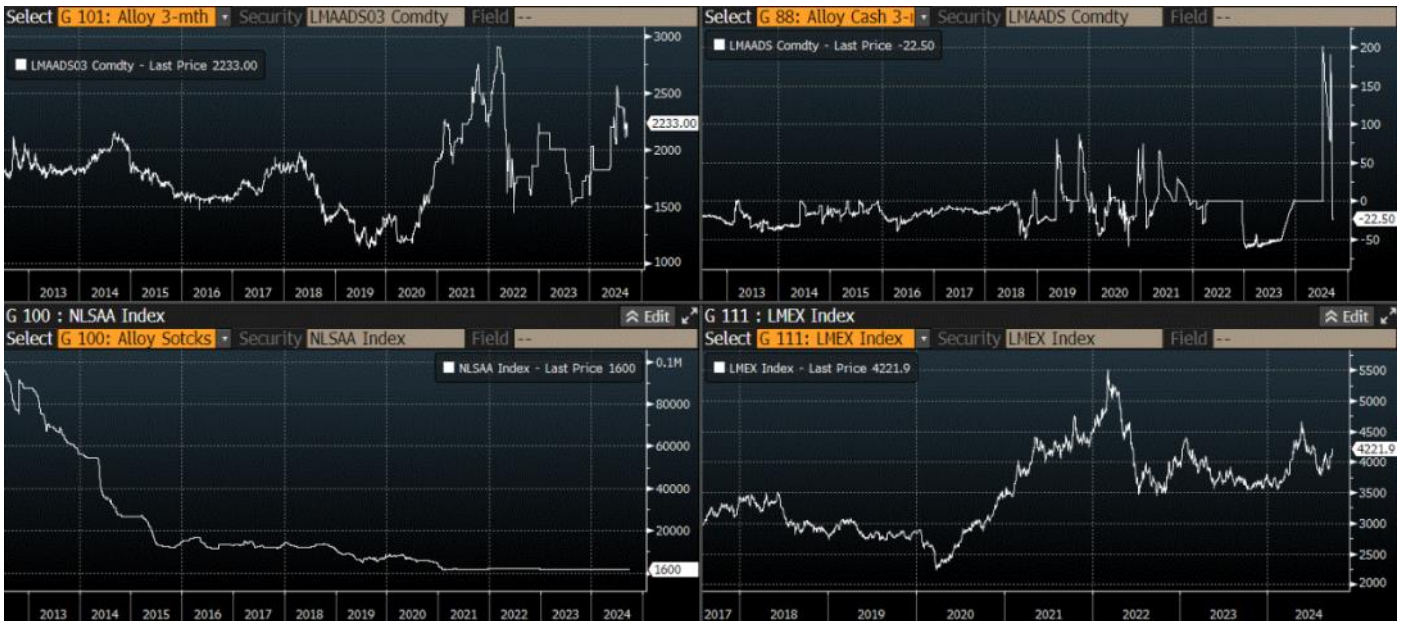 Select G 101: Alloy 3-mth Security LMAADS03 Comdty Field --
LMAADS03 Comdty - Last Price 2233.00
3000
2500
2233.00
2000
1500
1000
2013 2014 2015 2016 2017 2018 2019 2020 2021 2022 2023 2024
Select G 88: Alloy Cash 3-r Security LMAADS Comdty Field --
LMAADS Comdty - Last Price -22.50
200
150
100
50
0
-22.50
-50
2013 2014 2015 2016 2017 2018 2019 2020 2021 2022 2023 2024
G 100 : NLSAA Index Edit
Select G 100: Alloy Sotcks Security NLSAA Index Field --
NLSAA Index - Last Price 1600
0.1M
80000
60000
40000
20000
1600
2013 2014 2015 2016 2017 2018 2019 2020 2021 2022 2023 2024
G 111 : LMEX Index Edit
Select G 111: LMEX Index Security LMEX Index Field --
LMEX Index - Last Price 4221.9
5500
5000
4500
4221.9
4000
3500
3000
2500
2000
2017 2018 2019 2020 2021 2022 2023 2024